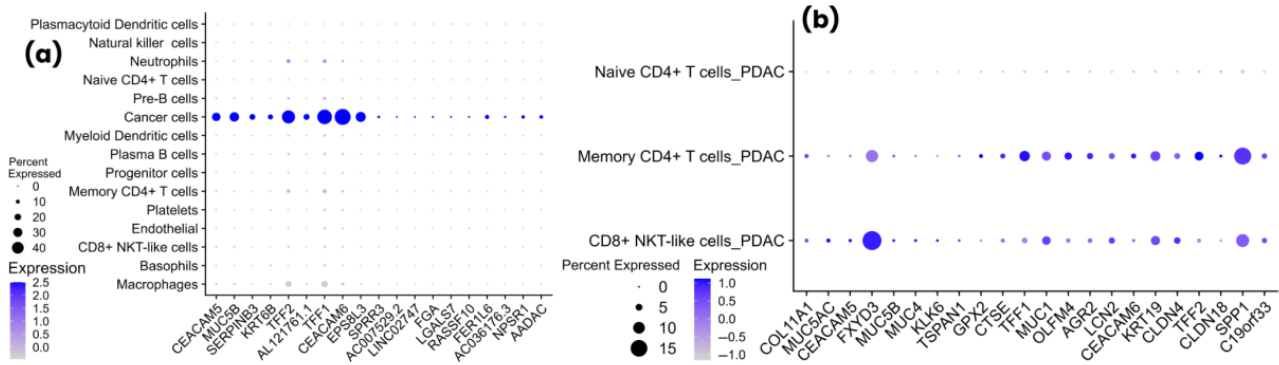 (a)
Plasmacytoid Dendritic cells
Natural killer cells
Neutrophils
Naive CD4+ T cells
Pre-B cells
Cancer cells
Myeloid Dendritic cells
Plasma B cells
Progenitor cells
Memory CD4+ T cells
Platelets
Endothelial
CD8+ NKT-like cells
Basophils
Macrophages
Percent
Expressed
0
10
20
30
40
Expression
2.5
2.0
1.5
1.0
0.5
0.0
CEACAM5
MUC5B
SERPINB3
KRT6B
TFF2
AL121761.1
TFF1
CEACAM6
EPS8L3
SPRR3
AC007529.2
LINC02747
FGA
LGALS7
RASSF10
FER1L6
AC036176.3
NPSR1
AADAC
(b)
Naive CD4+ T cells_PDAC
Memory CD4+ T cells_PDAC
CD8+ NKT-like cells_PDAC
Percent Expressed
0
5
10
15
Expression
1.0
0.5
0.0
−0.5
−1.0
COL11A1
MUC5AC
CEACAM5
FXYD3
MUC5B
MUC4
KLK6
TSPAN1
GPX2
CTSE
TFF1
MUC1
OLFM4
AGR2
LCN2
CEACAM6
KRT19
CLDN4
TFF2
CLDN18
SPP1
C19orf33